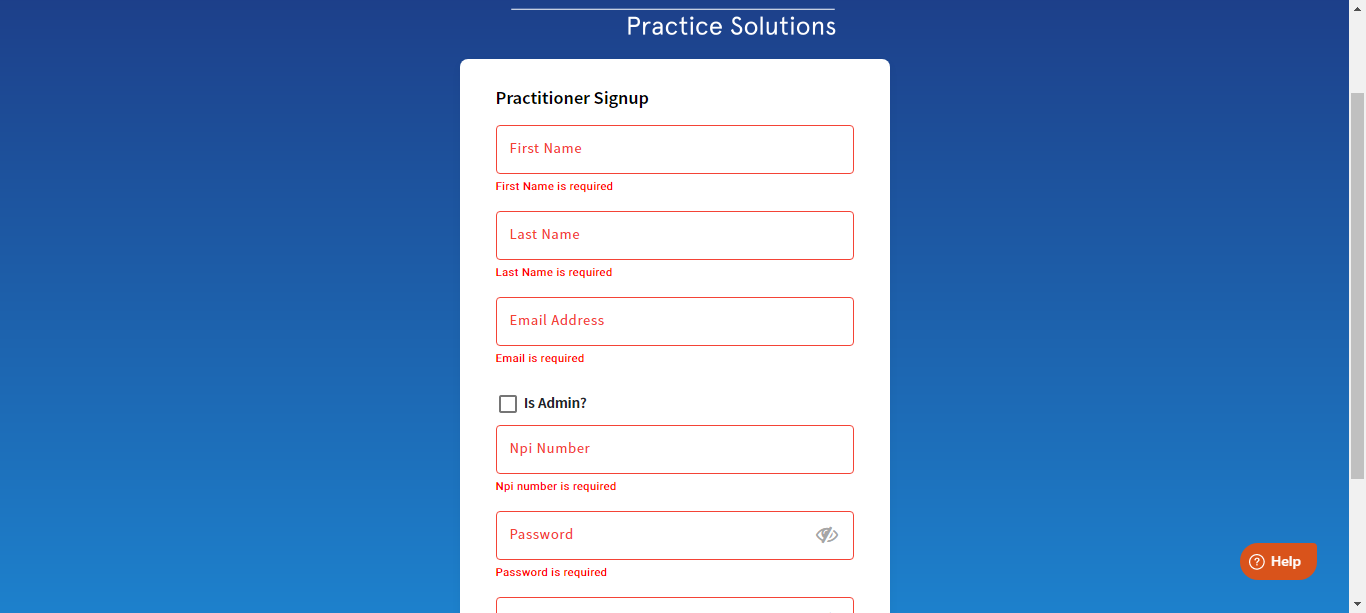 Practice Solutions
Practitioner Signup
First Name
First Name is required
Last Name
Last Name is required
Email Address
Email is required
Is Admin?
Npi Number
Npi number is required
Password
Password is required
Help